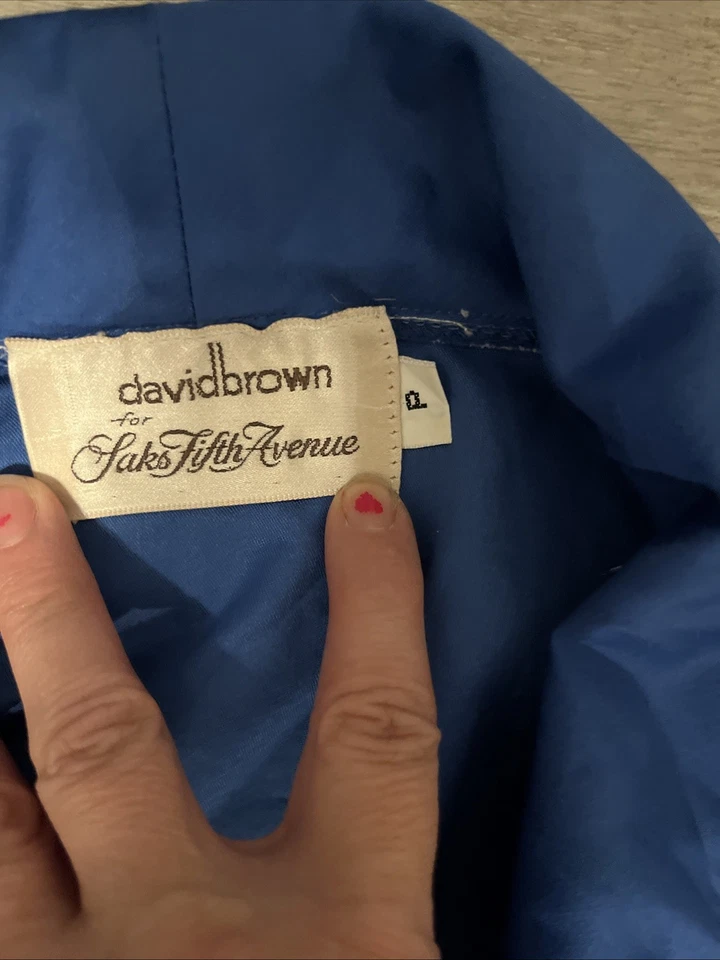 davidbrown
for
Saks Fifth Avenue
P